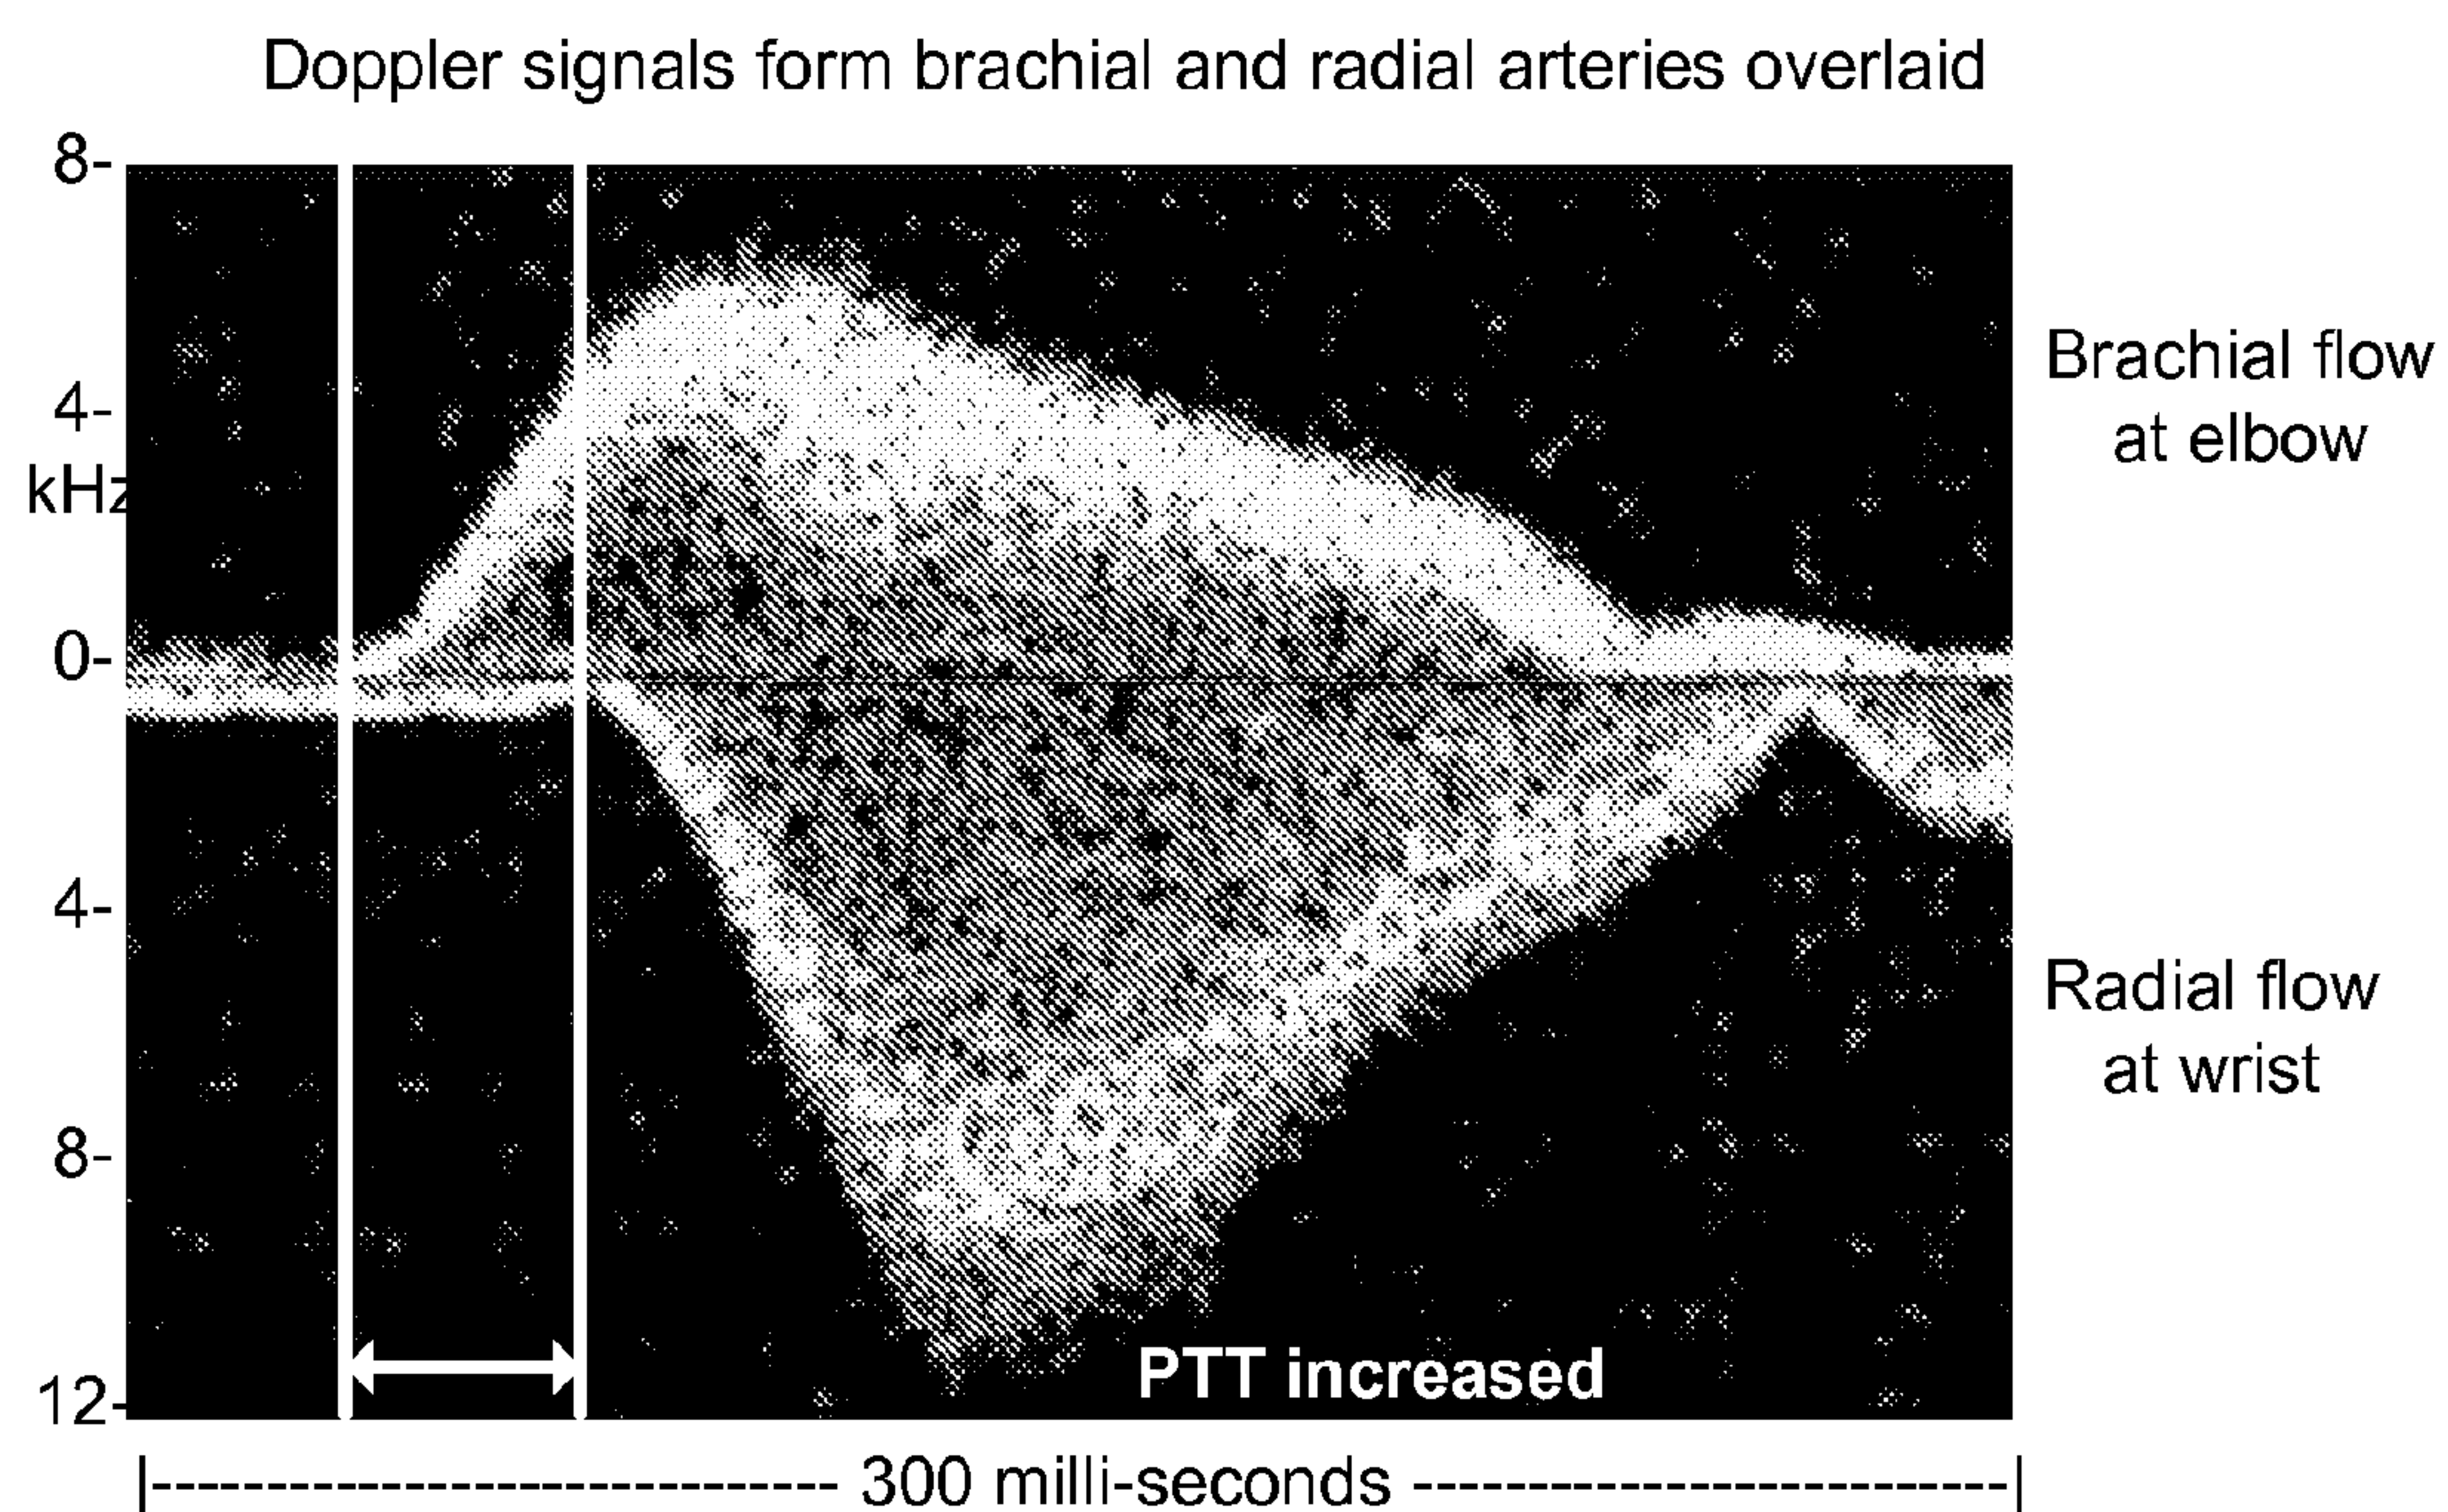 Doppler signals form brachial and radial arteries overlaid
8-
4-
kHz
0-
4-
8-
12-
Brachial flow
at elbow
Radial flow
at wrist
PTT increased
|--------------------------- 300 milli-seconds ---------------------------|